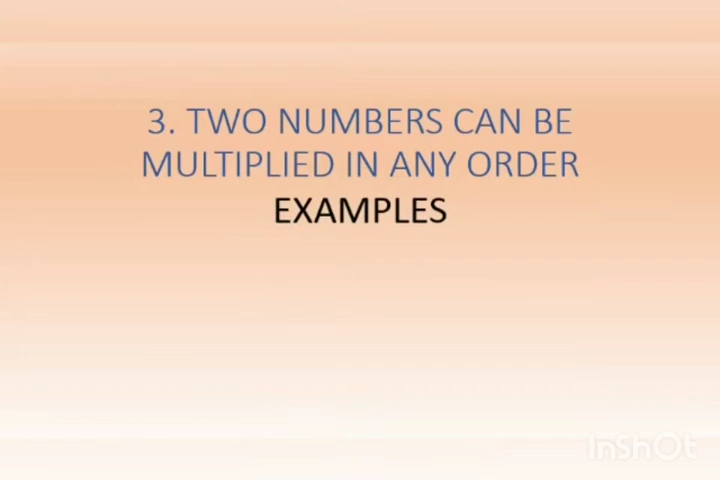 3. TWO NUMBERS CAN BE
MULTIPLIED IN ANY ORDER
EXAMPLES
InShOt